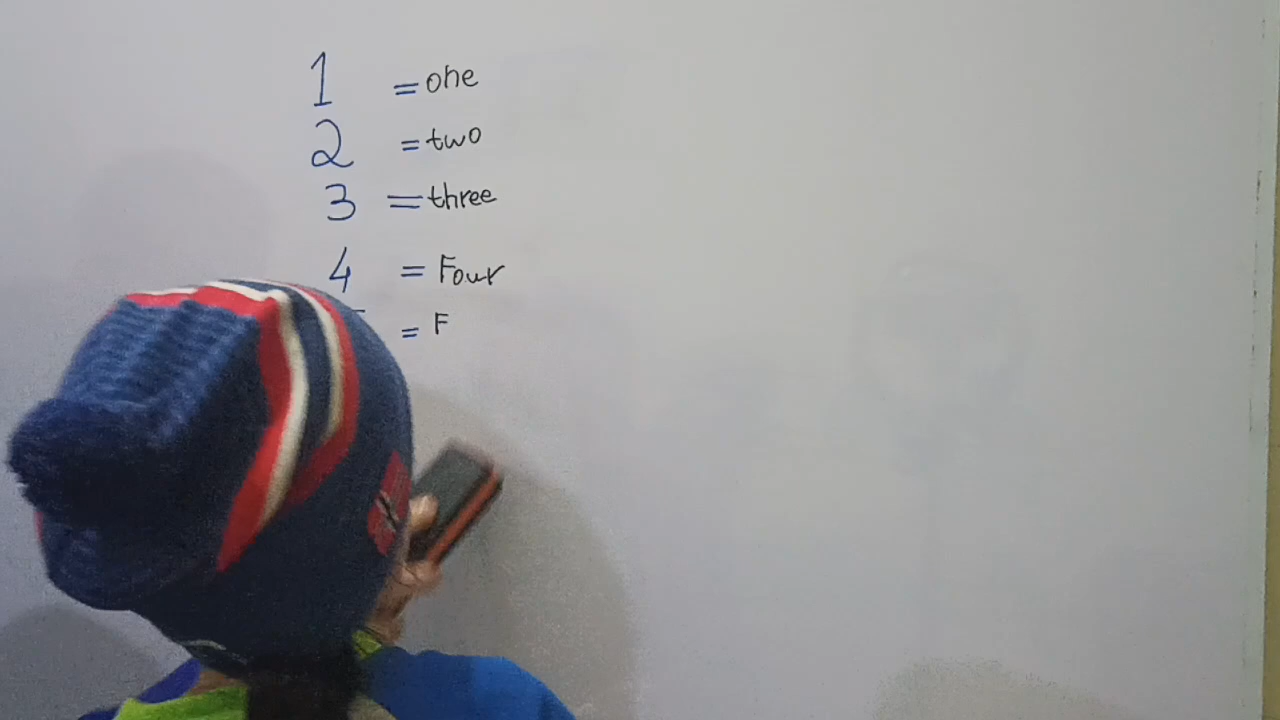 1 = one
2 = two
3 = three
4 = Four
= F